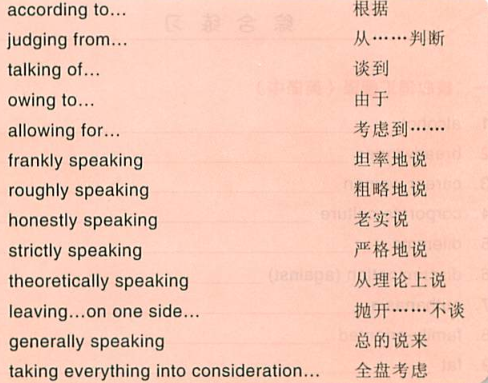 according to… 根据
judging from… 从……判断
talking of… 谈到
owing to… 由于
allowing for… 考虑到……
frankly speaking 坦率地说
roughly speaking 粗略地说
honestly speaking 老实说
strictly speaking 严格地说
theoretically speaking 从理论上说
leaving…on one side… 抛开……不谈
generally speaking 总的说来
taking everything into consideration… 全盘考虑